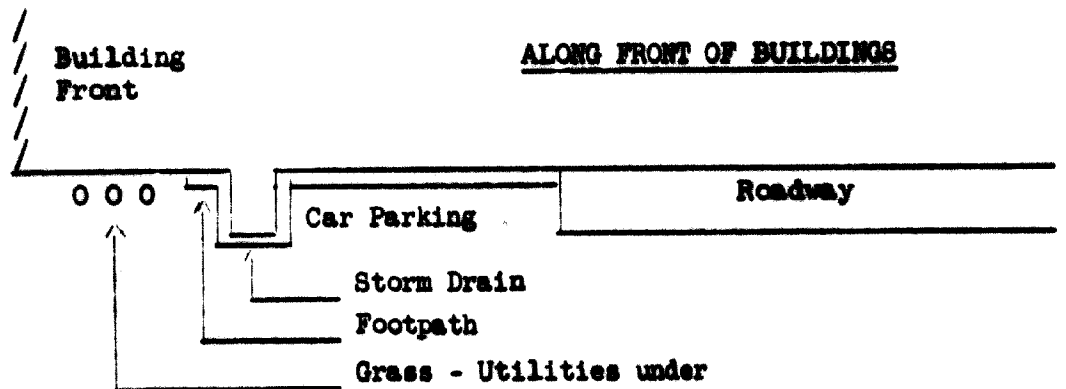 Building
Front
ALONG FRONT OF BUILDINGS
O O O
Roadway
Car Parking
Storm Drain
Footpath
Grass - Utilities under